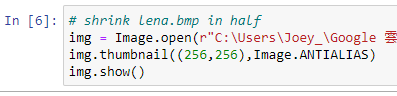 In [6]: # shrink lena.bmp in half
img = Image.open(r"C:\Users\Joey_\Google 雲
img.thumbnail((256,256),Image.ANTIALIAS)
img.show()